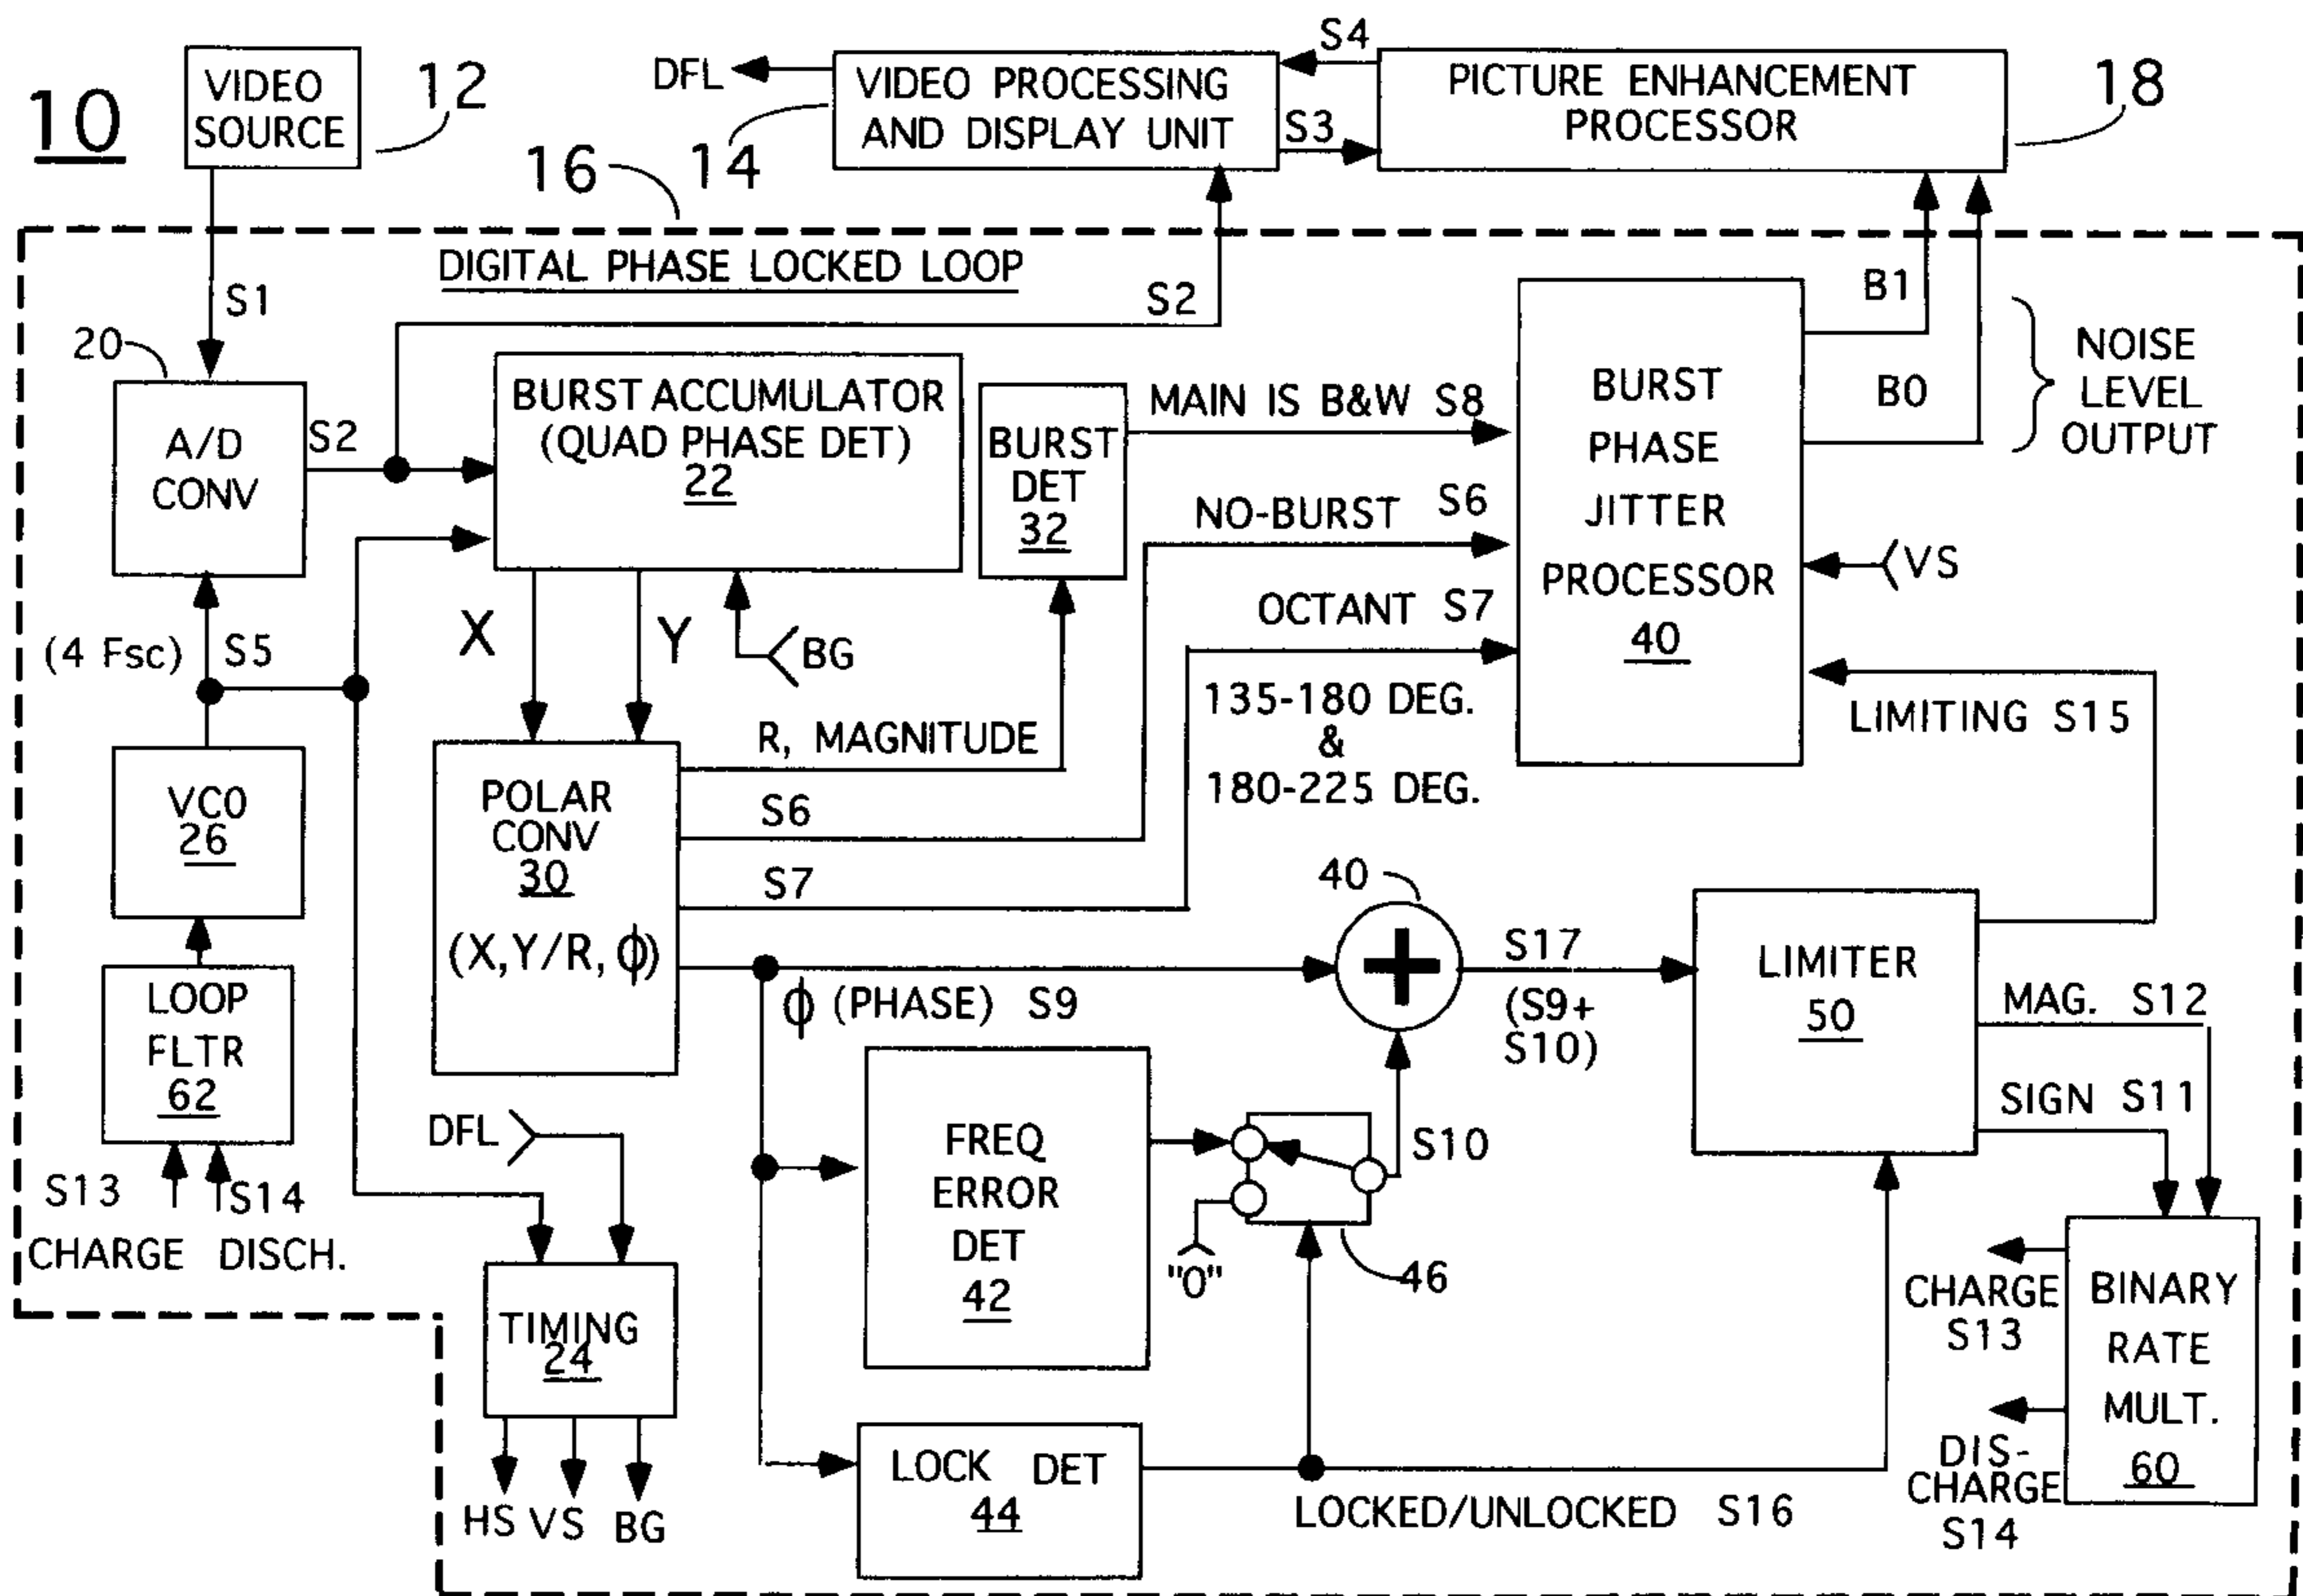 10
VIDEO
SOURCE
12
DFL
14
VIDEO PROCESSING
AND DISPLAY UNIT
S4
S3
PICTURE ENHANCEMENT
PROCESSOR
18
16
DIGITAL PHASE LOCKED LOOP
S1
S2
20
A/D
CONV
S2
BURST ACCUMULATOR
(QUAD PHASE DET)
22
BURST
DET
32
MAIN IS B&W S8
NO-BURST S6
OCTANT S7
135-180 DEG.
&
180-225 DEG.
BURST
PHASE
JITTER
PROCESSOR
40
B1
B0
NOISE
LEVEL
OUTPUT
VS
LIMITING S15
(4 Fsc) S5
X
Y
BG
VCO
26
POLAR
CONV
30
(X,Y/R, ϕ)
R, MAGNITUDE
S6
S7
ϕ (PHASE) S9
40
+
S17
(S9+
S10)
LIMITER
50
MAG. S12
SIGN S11
LOOP
FLTR
62
S13
S14
CHARGE DISCH.
DFL
TIMING
24
HS VS BG
FREQ
ERROR
DET
42
S10
"0"
46
LOCK DET
44
LOCKED/UNLOCKED S16
CHARGE
S13
DIS-
CHARGE
S14
BINARY
RATE
MULT.
60